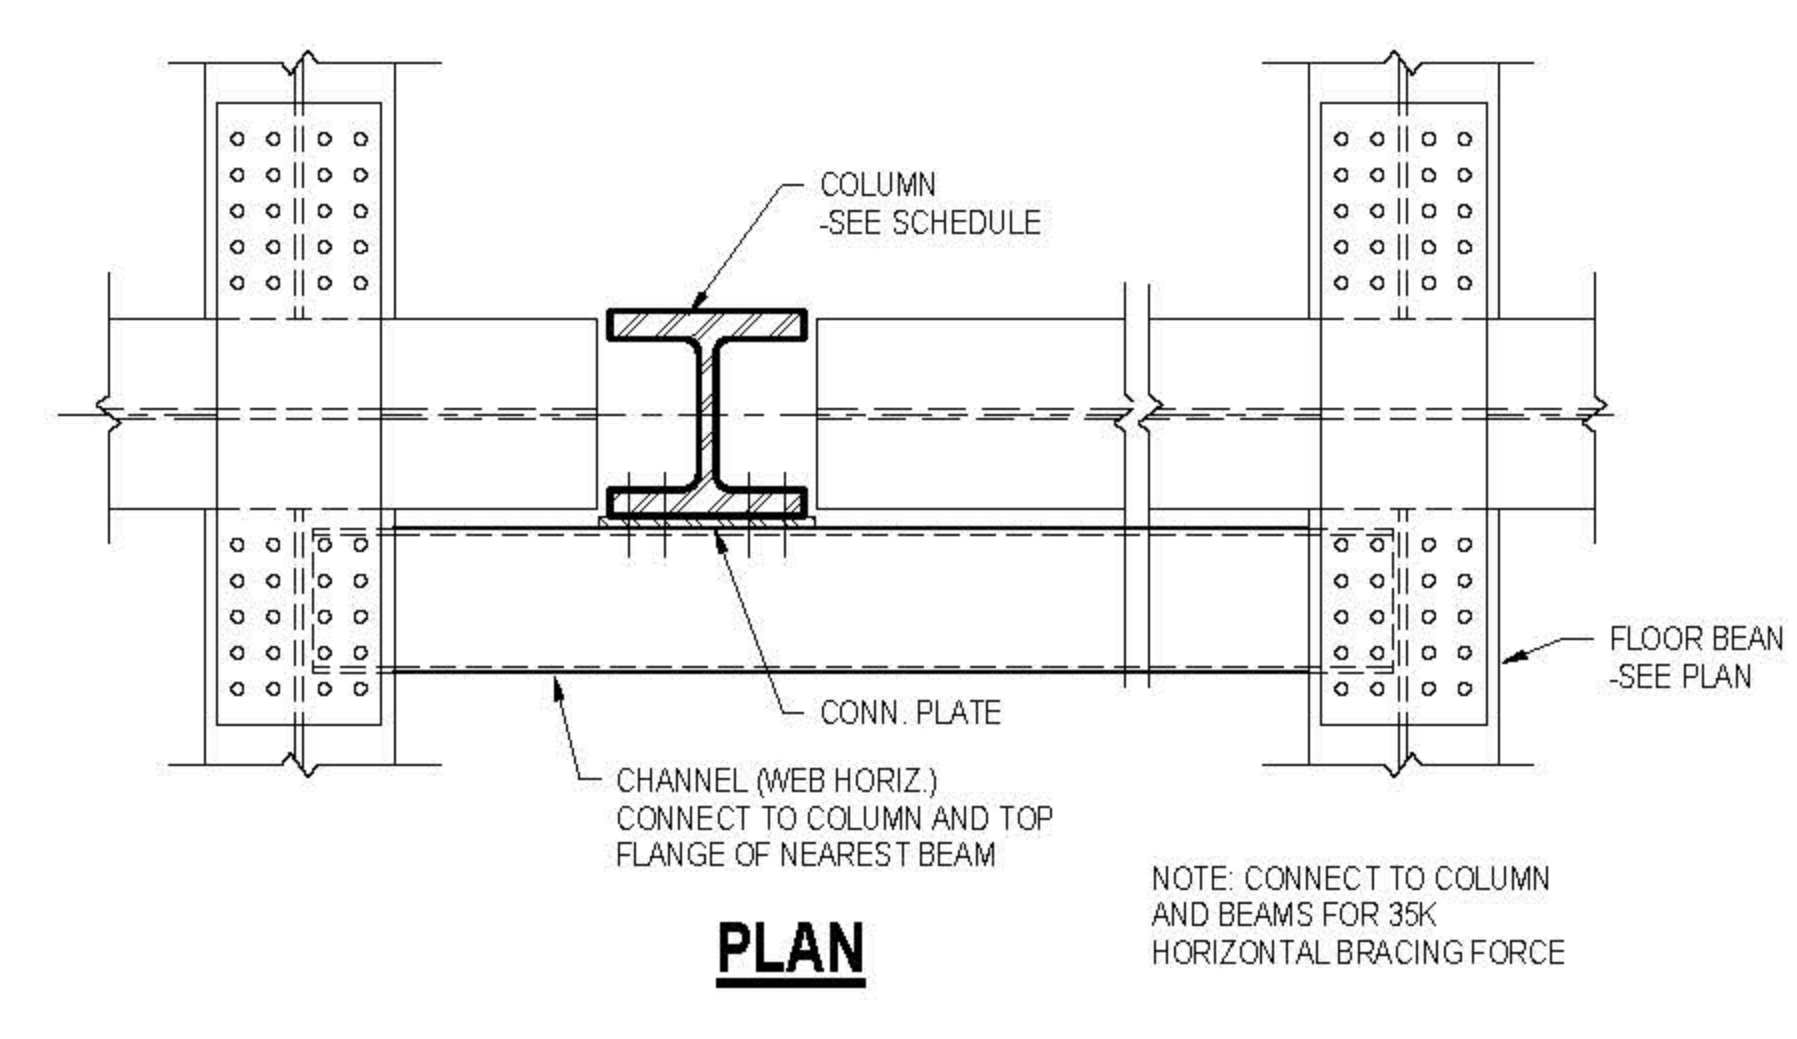 COLUMN
-SEE SCHEDULE
FLOOR BEAN
-SEE PLAN
CONN. PLATE
CHANNEL (WEB HORIZ.)
CONNECT TO COLUMN AND TOP
FLANGE OF NEAREST BEAM
NOTE: CONNECT TO COLUMN
AND BEAMS FOR 35K
HORIZONTAL BRACING FORCE
PLAN